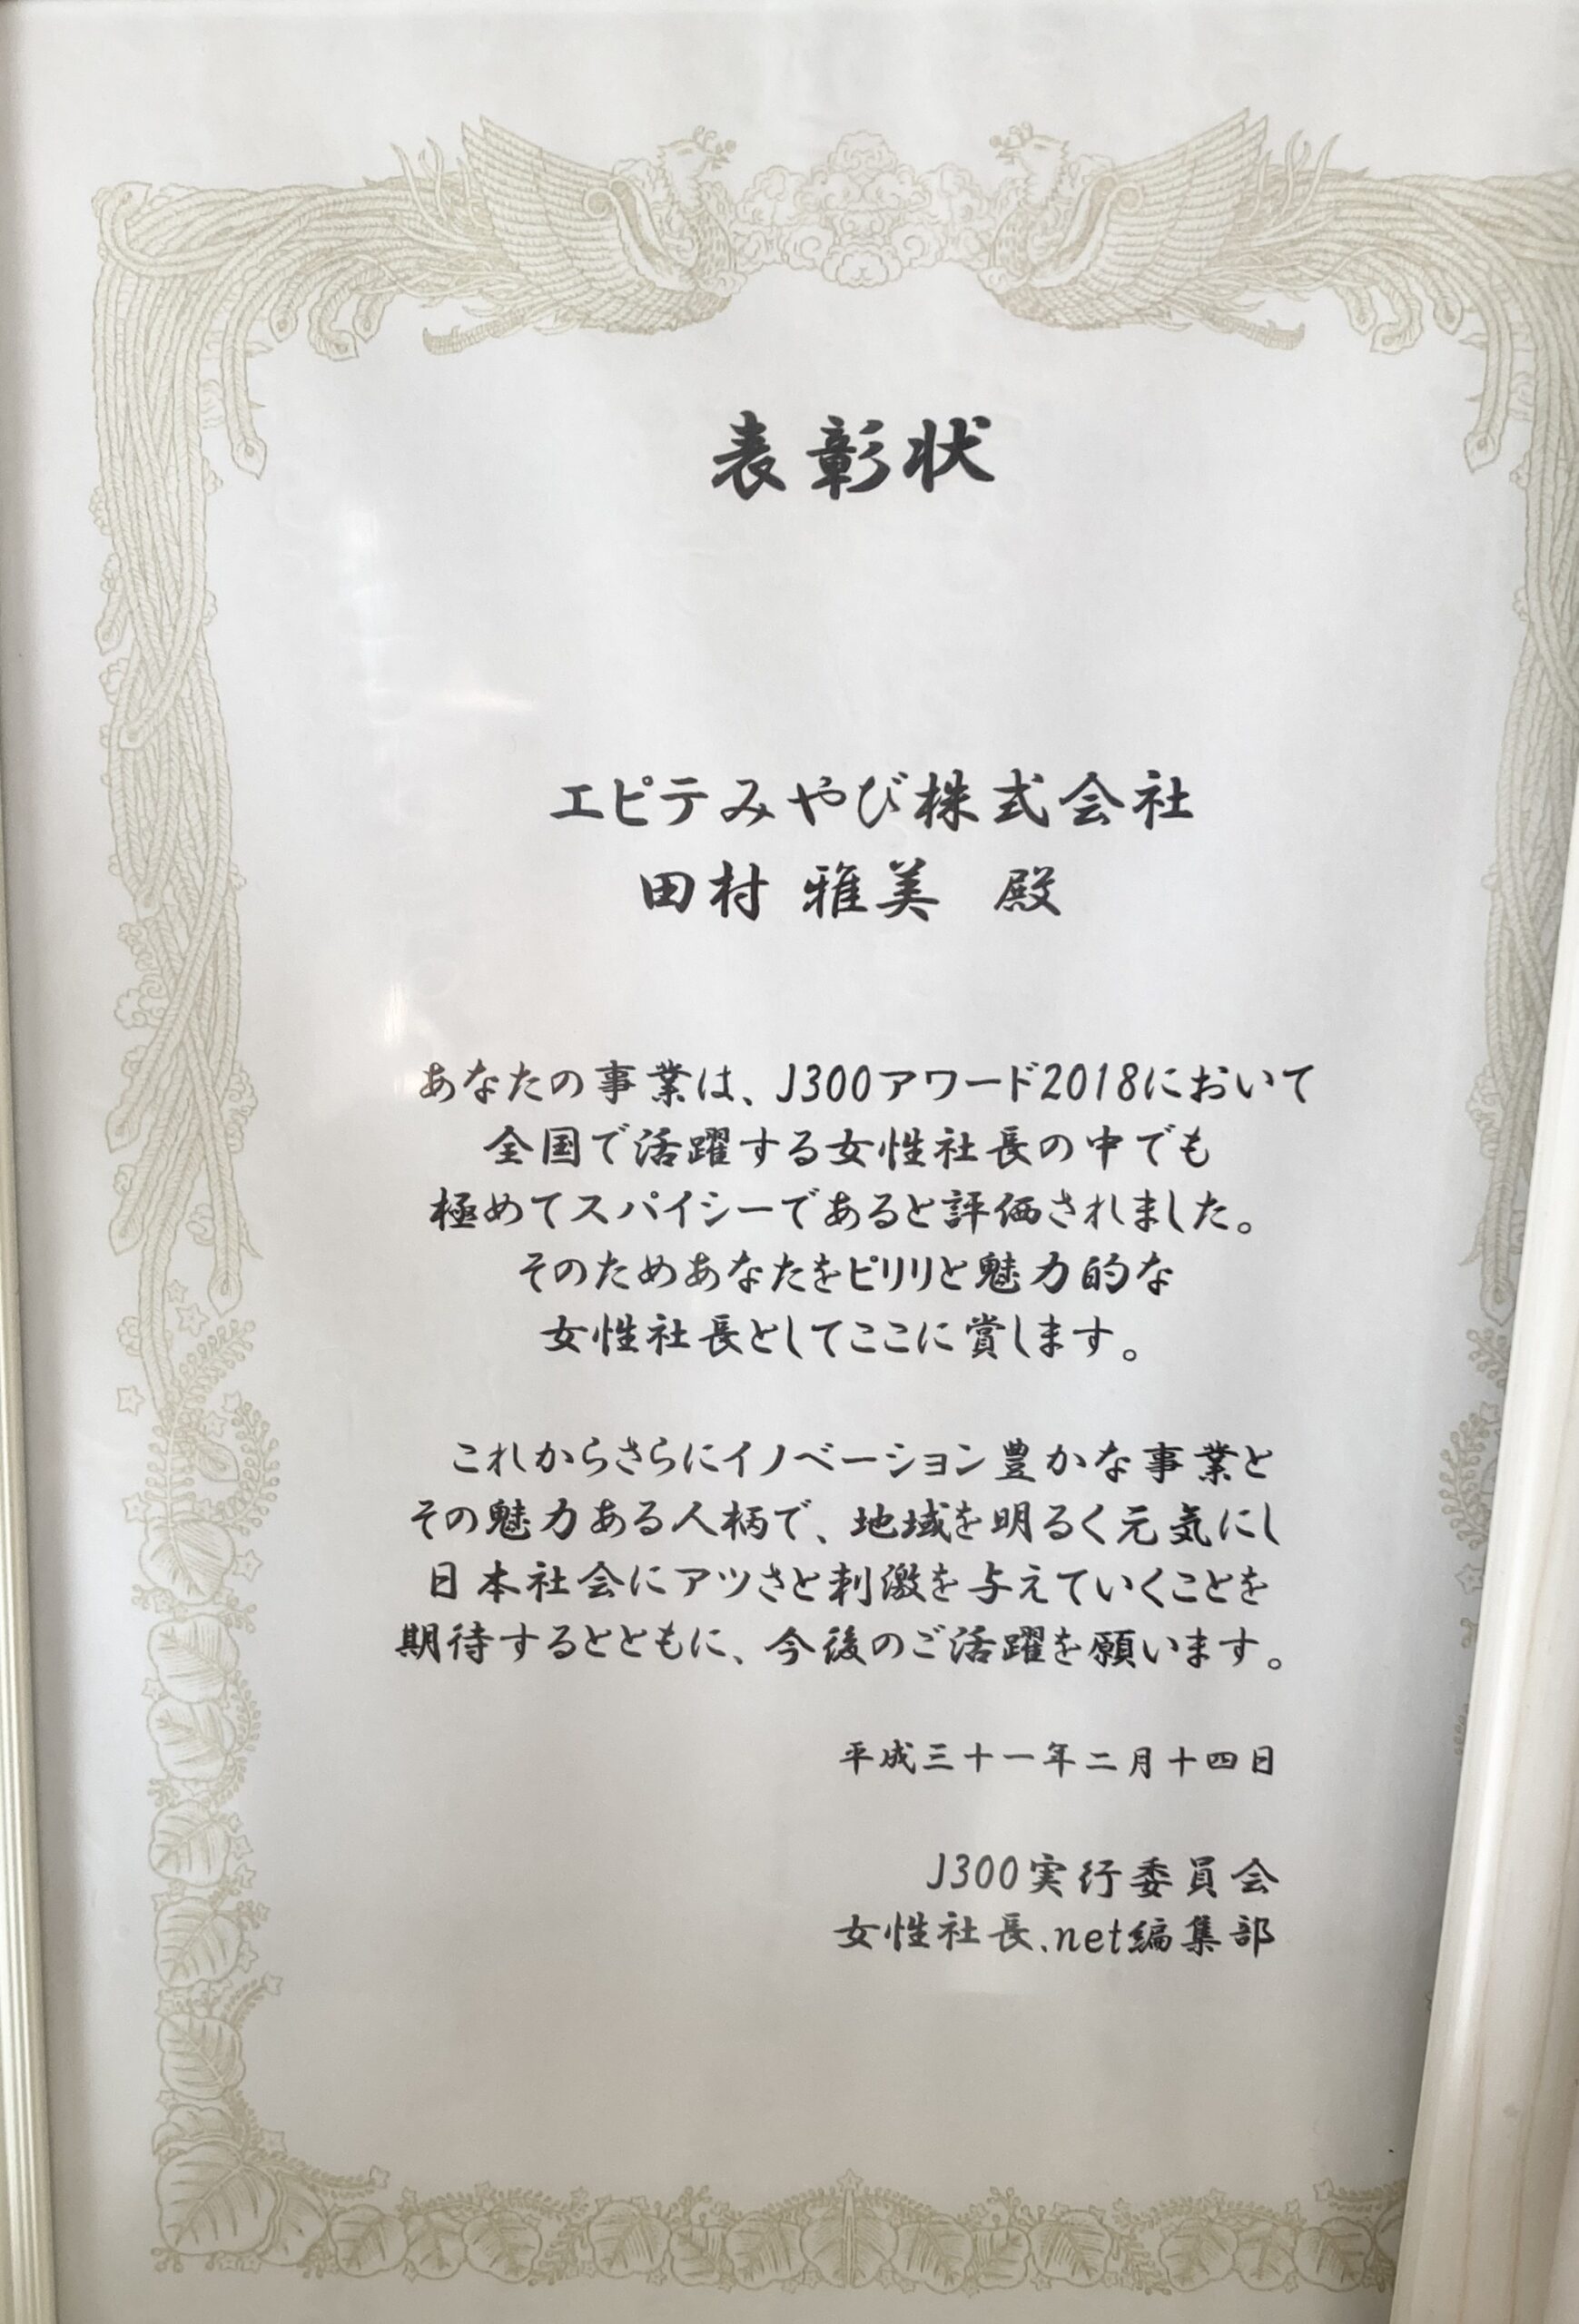 表彰状
エピテみやび株式会社
田村 雅美 殿
あなたの事業は、J300アワード2018において
全国で活躍する女性社長の中でも
極めてスパイシーであると評価されました。
そのためあなたをピリリと魅力的な
女性社長としてここに賞します。
これからさらにイノベーション豊かな事業と
その魅力ある人柄で、地域を明るく元気にし
日本社会にアツさと刺激を与えていくことを
期待するとともに、今後のご活躍を願います。
平成三十一年二月十四日
J300実行委員会
女性社長.net編集部